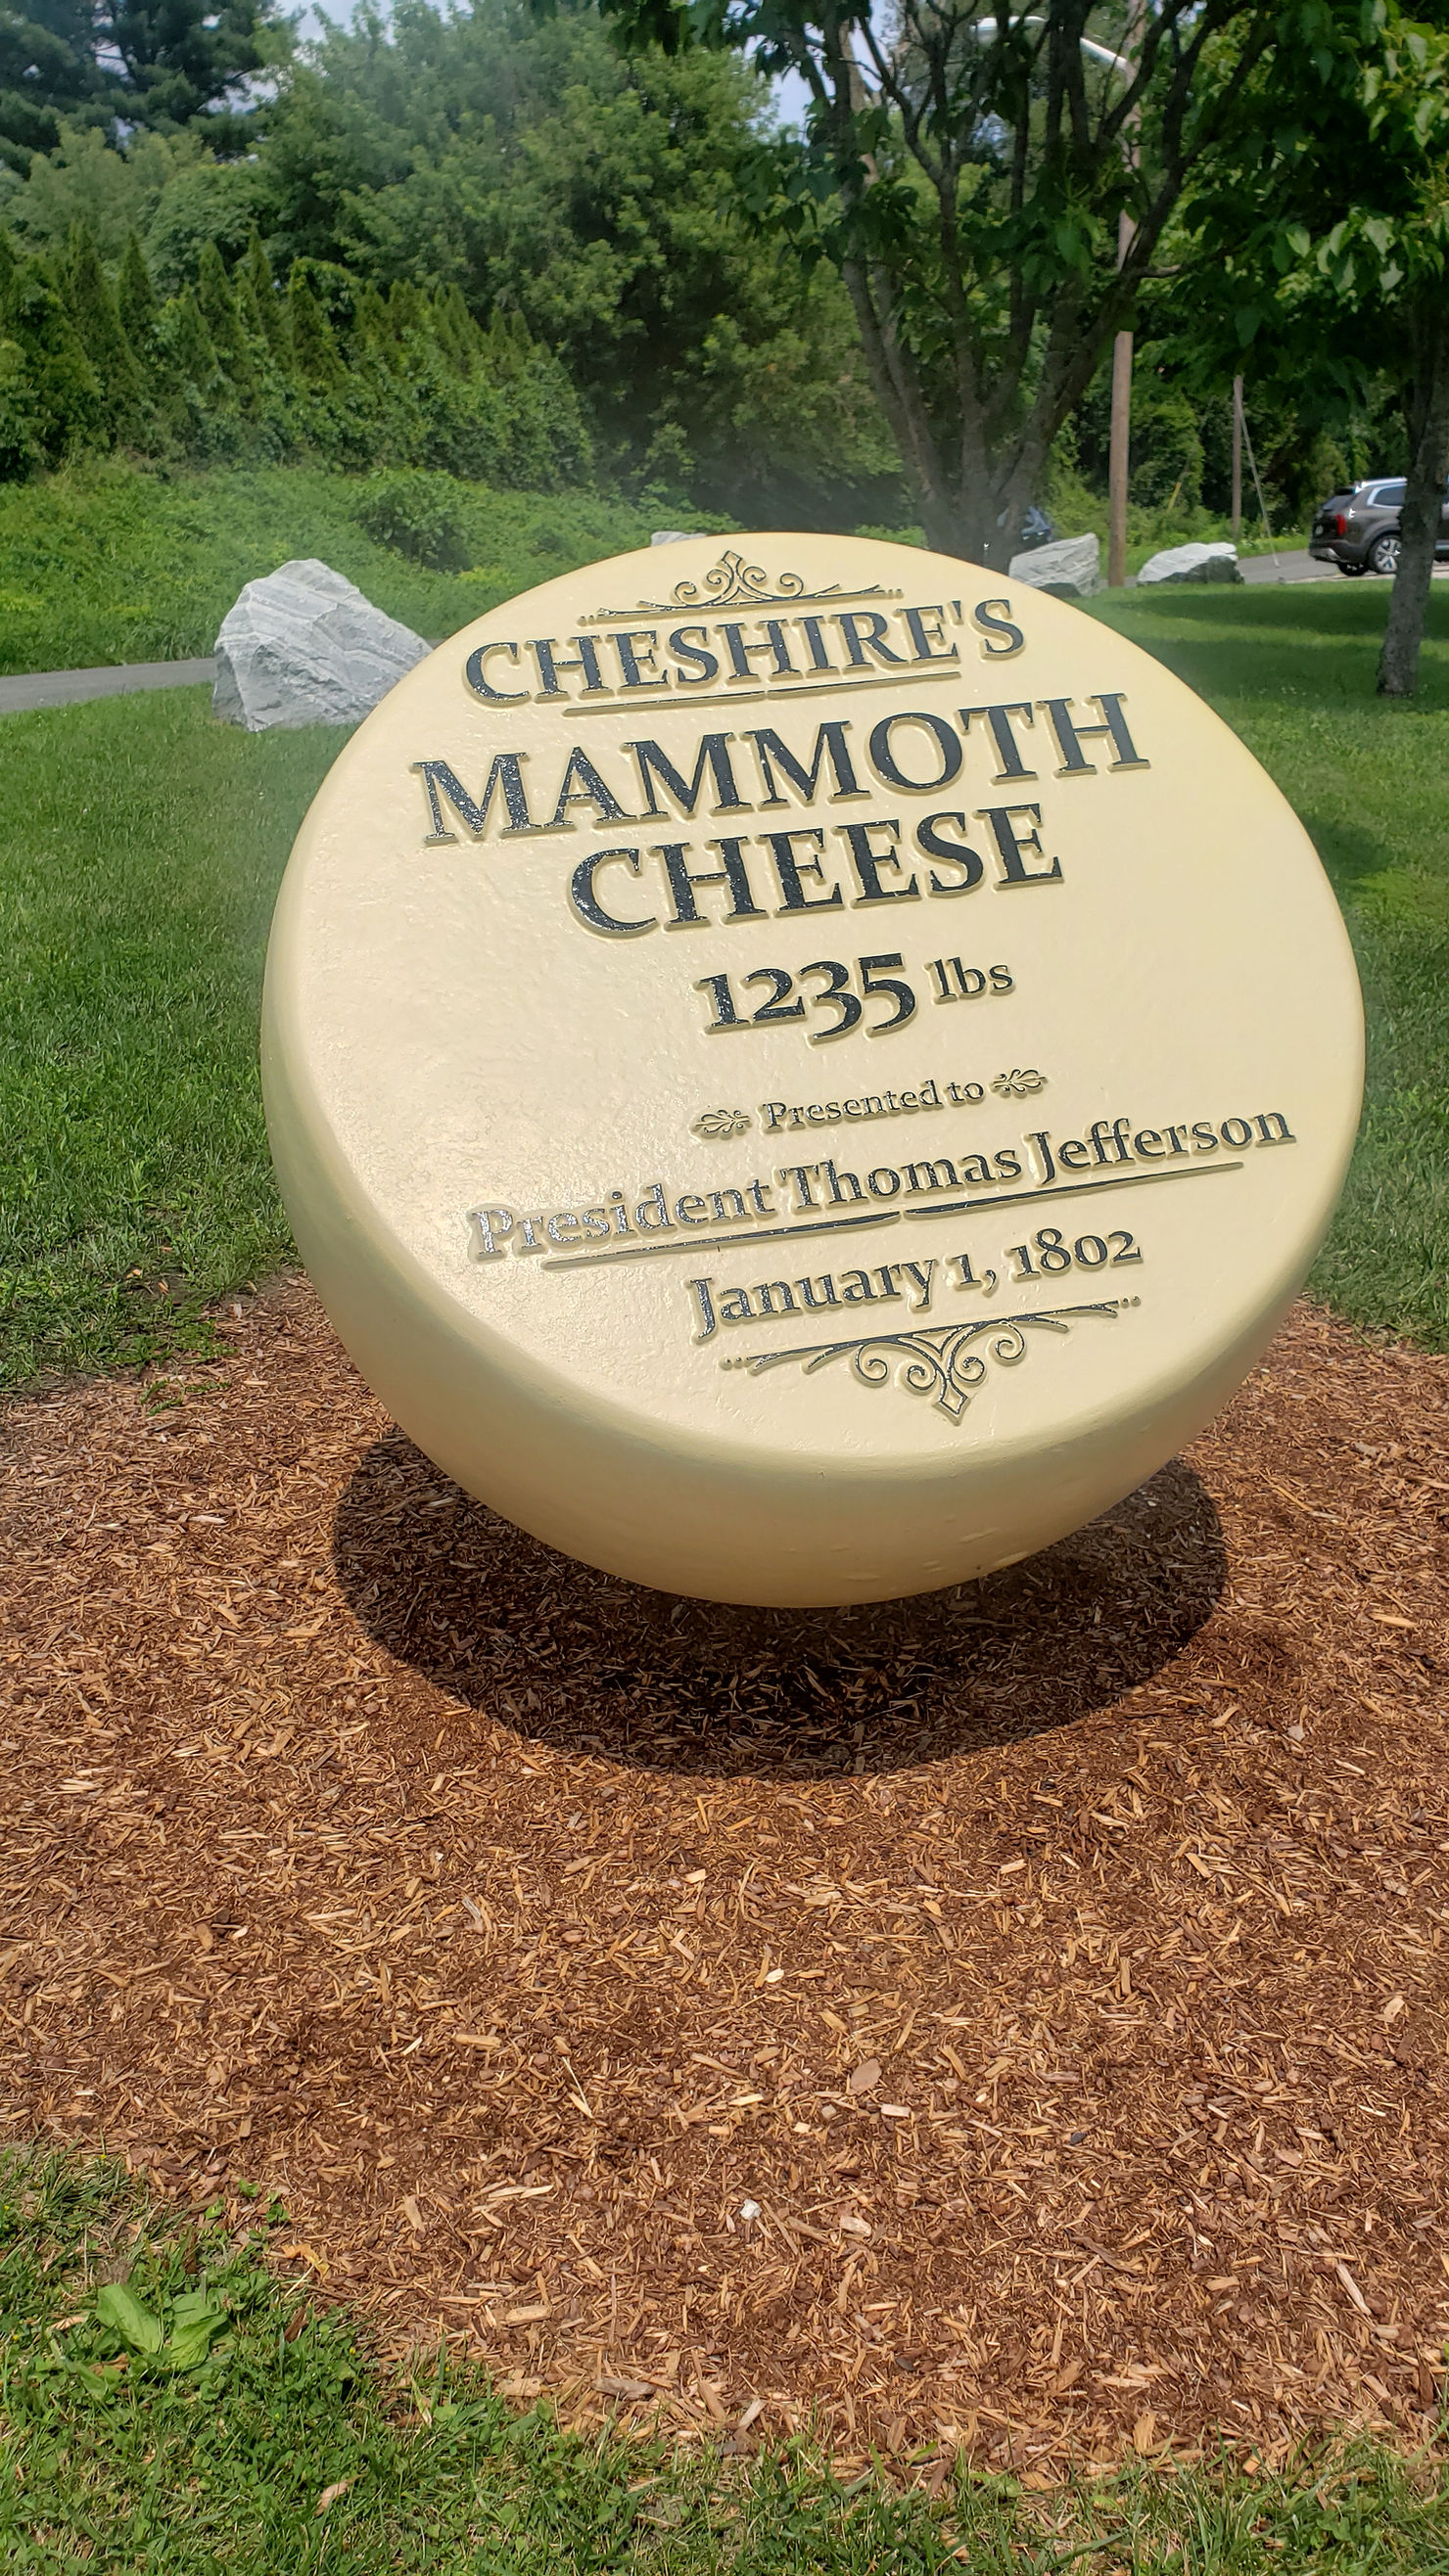 CHESHIRE'S
MAMMOTH
CHEESE
1235 lbs
Presented to
President Thomas Jefferson
January 1, 1802